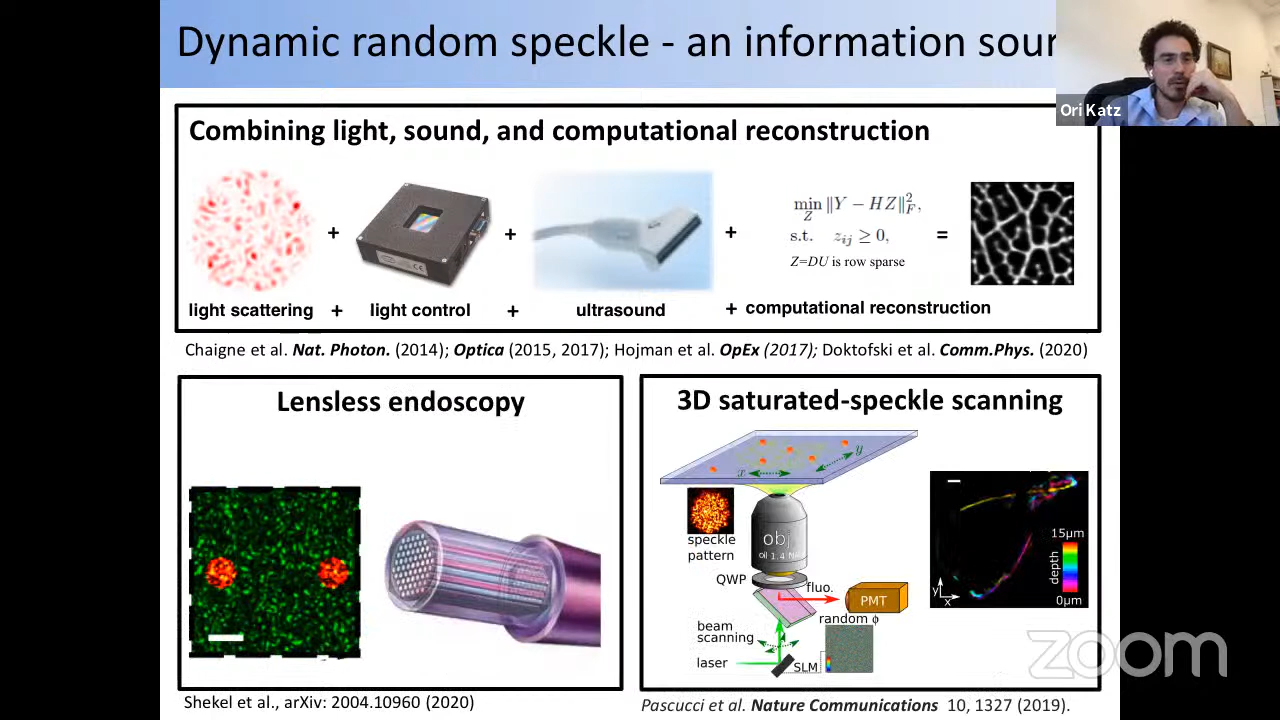 Dynamic random speckle - an information sour
Ori Katz
Combining light, sound, and computational reconstruction
+ + + =
min ‖Y − HZ‖²_F,
Z
s.t. z_ij ≥ 0,
Z=DU is row sparse
light scattering + light control + ultrasound + computational reconstruction
Chaigne et al. Nat. Photon. (2014); Optica (2015, 2017); Hojman et al. OpEx (2017); Doktofski et al. Comm.Phys. (2020)
Lensless endoscopy
Shekel et al., arXiv: 2004.10960 (2020)
3D saturated-speckle scanning
x
y
speckle
pattern
obj
oil 1.4
QWP
fluo.
PMT
random ϕ
beam
scanning
laser
SLM
15µm
depth
0µm
y
x
Pascucci et al. Nature Communications 10, 1327 (2019).
zoom